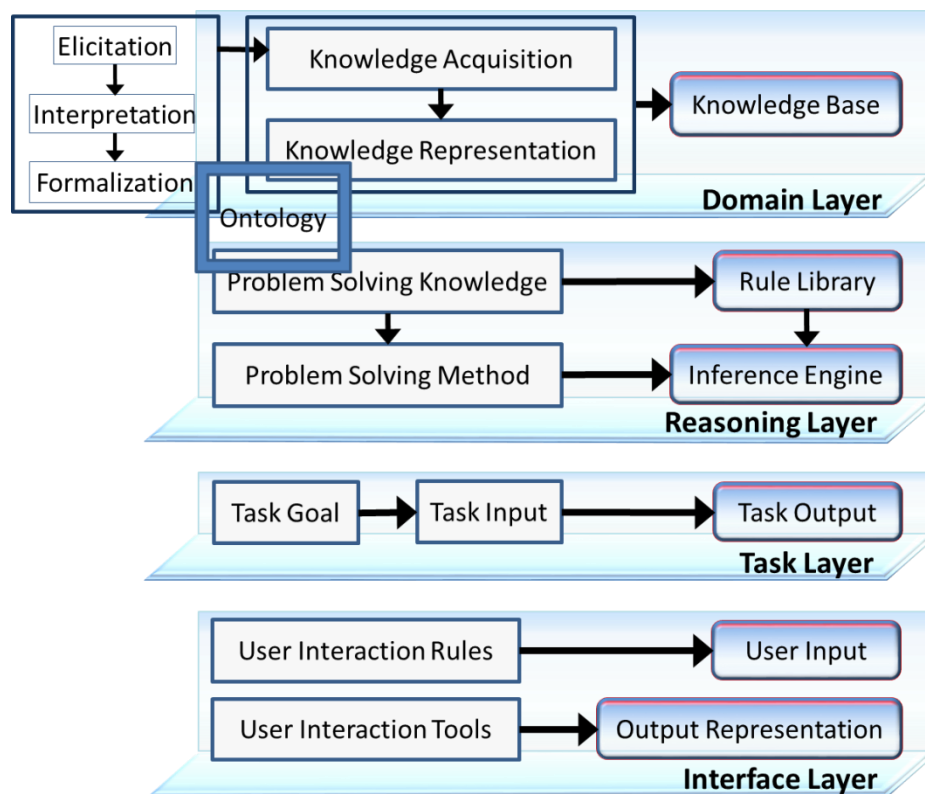 Elicitation
Interpretation
Formalization
Knowledge Acquisition
Knowledge Representation
Knowledge Base
Ontology
Domain Layer
Problem Solving Knowledge
Rule Library
Problem Solving Method
Inference Engine
Reasoning Layer
Task Goal
Task Input
Task Output
Task Layer
User Interaction Rules
User Input
User Interaction Tools
Output Representation
Interface Layer